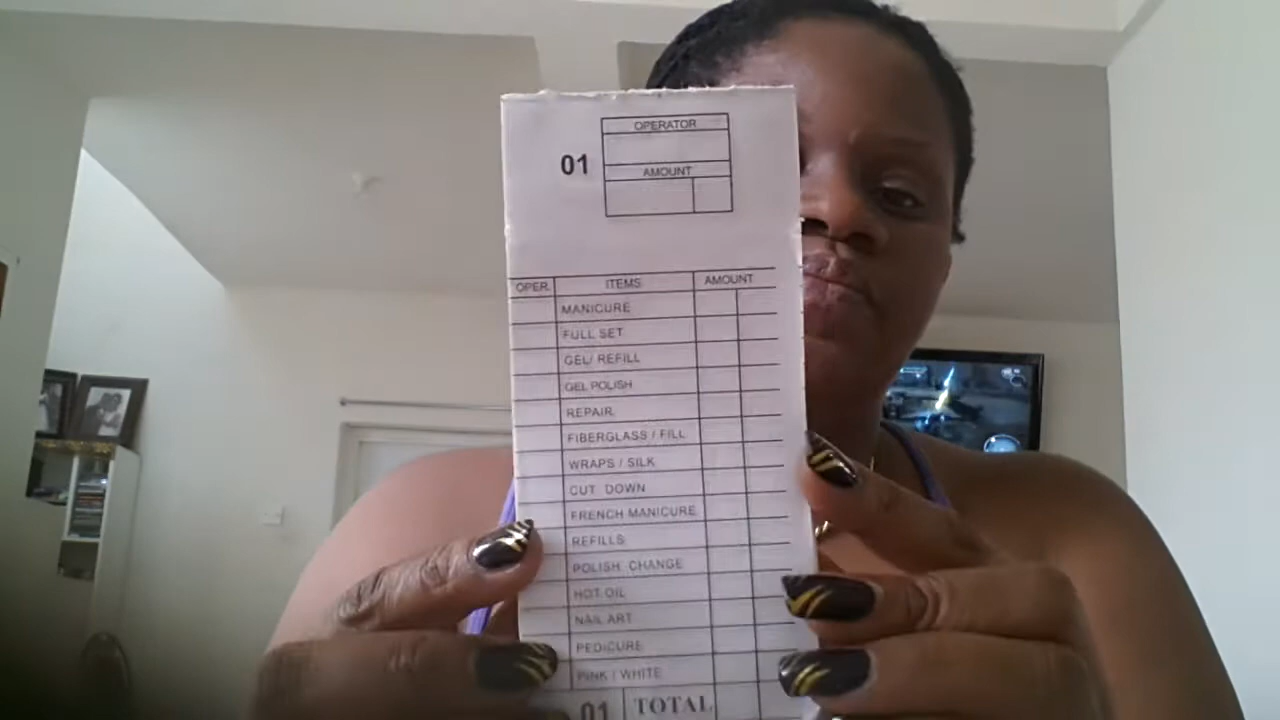 OPERATOR
01
AMOUNT
OPER. ITEMS AMOUNT
MANICURE
FULL SET
GEL/ REFILL
GEL POLISH
REPAIR
FIBERGLASS / FILL
WRAPS / SILK
CUT DOWN
FRENCH MANICURE
REFILLS
POLISH CHANGE
HOT OIL
NAIL ART
PEDICURE
PINK / WHITE
01 TOTAL